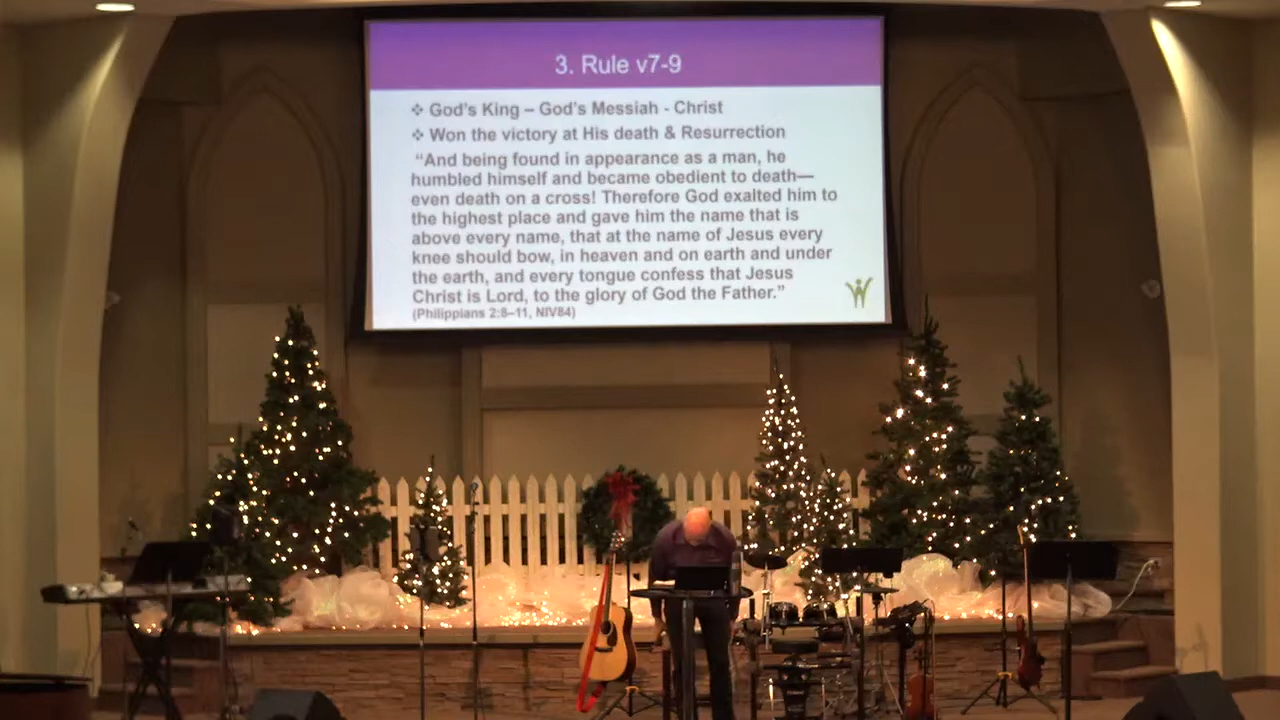 3. Rule v7-9
❖ God's King – God's Messiah - Christ
❖ Won the victory at His death & Resurrection
“And being found in appearance as a man, he
humbled himself and became obedient to death—
even death on a cross! Therefore God exalted him to
the highest place and gave him the name that is
above every name, that at the name of Jesus every
knee should bow, in heaven and on earth and under
the earth, and every tongue confess that Jesus
Christ is Lord, to the glory of God the Father.”
(Philippians 2:8–11, NIV84)